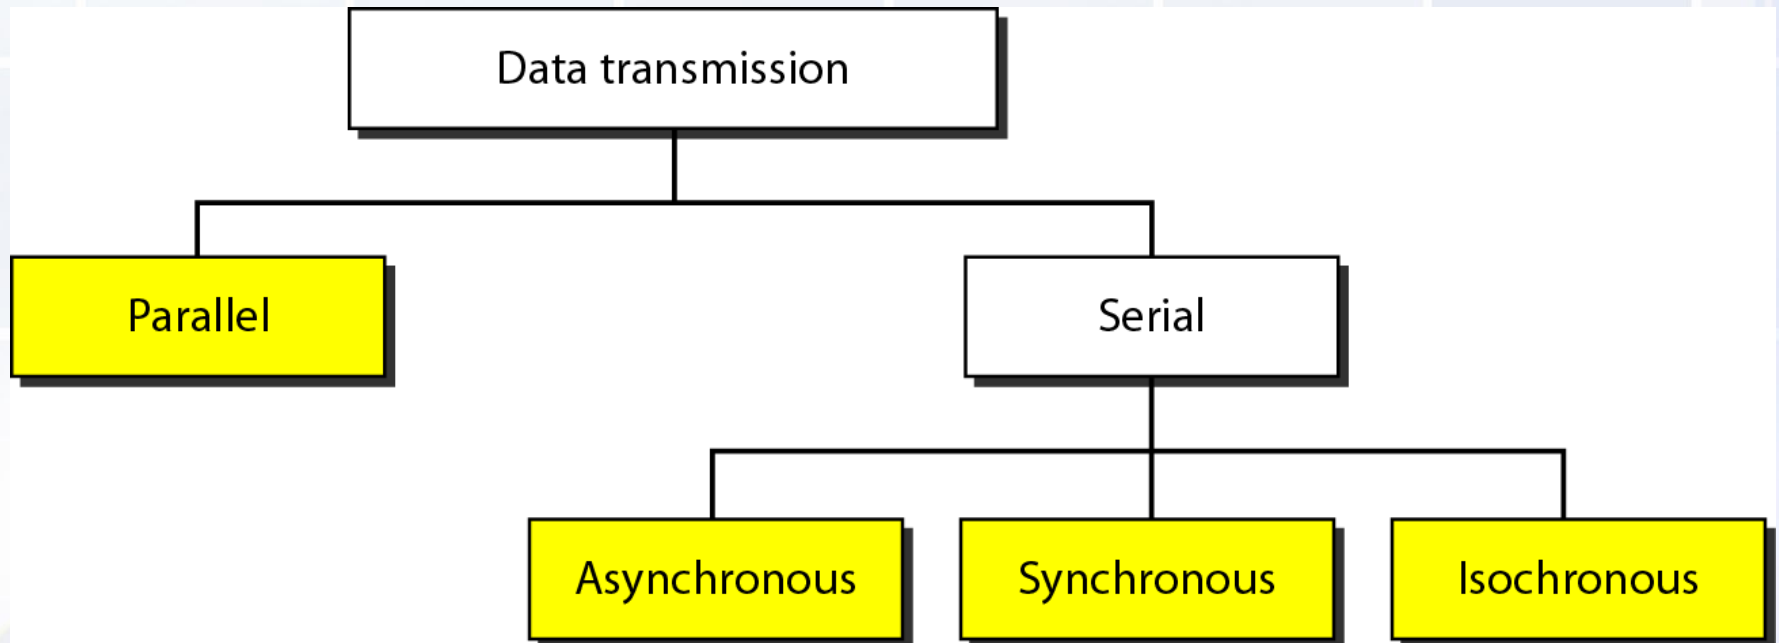 Data transmission
Parallel
Serial
Asynchronous
Synchronous
Isochronous